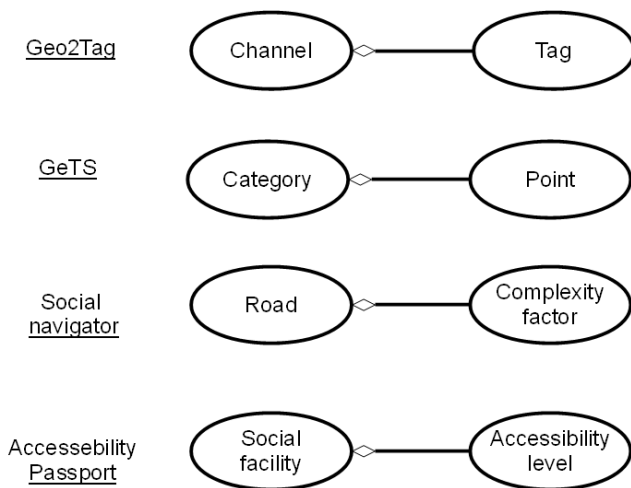 Geo2Tag
Channel
Tag
GeTS
Category
Point
Social
navigator
Road
Complexity
factor
Accessebility
Passport
Social
facility
Accessibility
level